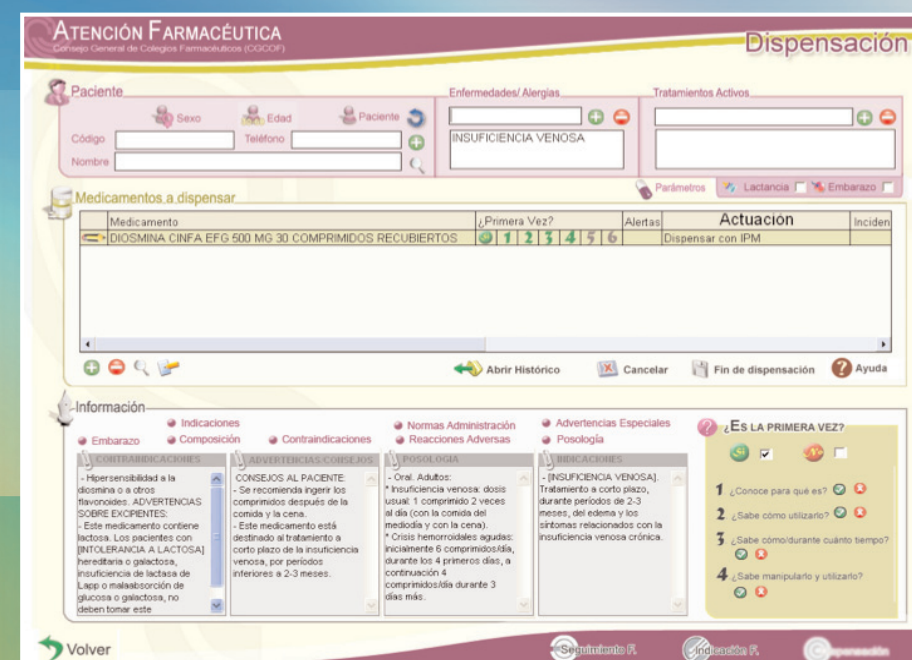 ATENCIÓN FARMACÉUTICA
Consejo General de Colegios Farmacéuticos (CGCOF)
Dispensación
Paciente
Sexo Edad Paciente
Código Teléfono
Nombre
Enfermedades/ Alergias
INSUFICIENCIA VENOSA
Tratamientos Activos
Parámetros Lactancia Embarazo
Medicamentos a dispensar
Medicamento ¿Primera Vez? Alertas Actuación Inciden
DIOSMINA CINFA EFG 500 MG 30 COMPRIMIDOS RECUBIERTOS 1 2 3 4 5 6 Dispensar con IPM
Abrir Histórico Cancelar Fin de dispensación Ayuda
Información
Indicaciones Normas Administración Advertencias Especiales
Embarazo Composición Contraindicaciones Reacciones Adversas Posología
CONTRAINDICACIONES
- Hipersensibilidad a la
diosmina o a otros
flavonoides. ADVERTENCIAS
SOBRE EXCIPIENTES:
- Este medicamento contiene
lactosa. Los pacientes con
[INTOLERANCIA A LACTOSA]
hereditaria o galactosa,
insuficiencia de lactasa de
Lapp o malaabsorción de
glucosa o galactosa, no
deben tomar este
ADVERTENCIAS/CONSEJOS
CONSEJOS AL PACIENTE:
- Se recomienda ingerir los
comprimidos después de la
comida y la cena.
- Este medicamento está
destinado al tratamiento a
corto plazo de la insuficiencia
venosa, por períodos
inferiores a 2-3 meses.
POSOLOGIA
- Oral. Adultos:
* Insuficiencia venosa: dosis
usual: 1 comprimido 2 veces
al día (con la comida del
mediodía y con la cena).
* Crisis hemorroidales agudas:
inicialmente 6 comprimidos/día,
durante los 4 primeros días, a
continuación 4
comprimidos/día durante 3
días más.
INDICACIONES
- [INSUFICIENCIA VENOSA].
Tratamiento a corto plazo,
durante períodos de 2-3
meses, del edema y los
síntomas relacionados con la
insuficiencia venosa crónica.
¿ES LA PRIMERA VEZ?
SI NO
1 ¿Conoce para qué es?
2 ¿Sabe cómo utilizarlo?
3 ¿Sabe cómo/durante cuánto tiempo?
4 ¿Sabe manipularlo y utilizarlo?
Volver
Seguimiento F. Indicación F. Dispensación